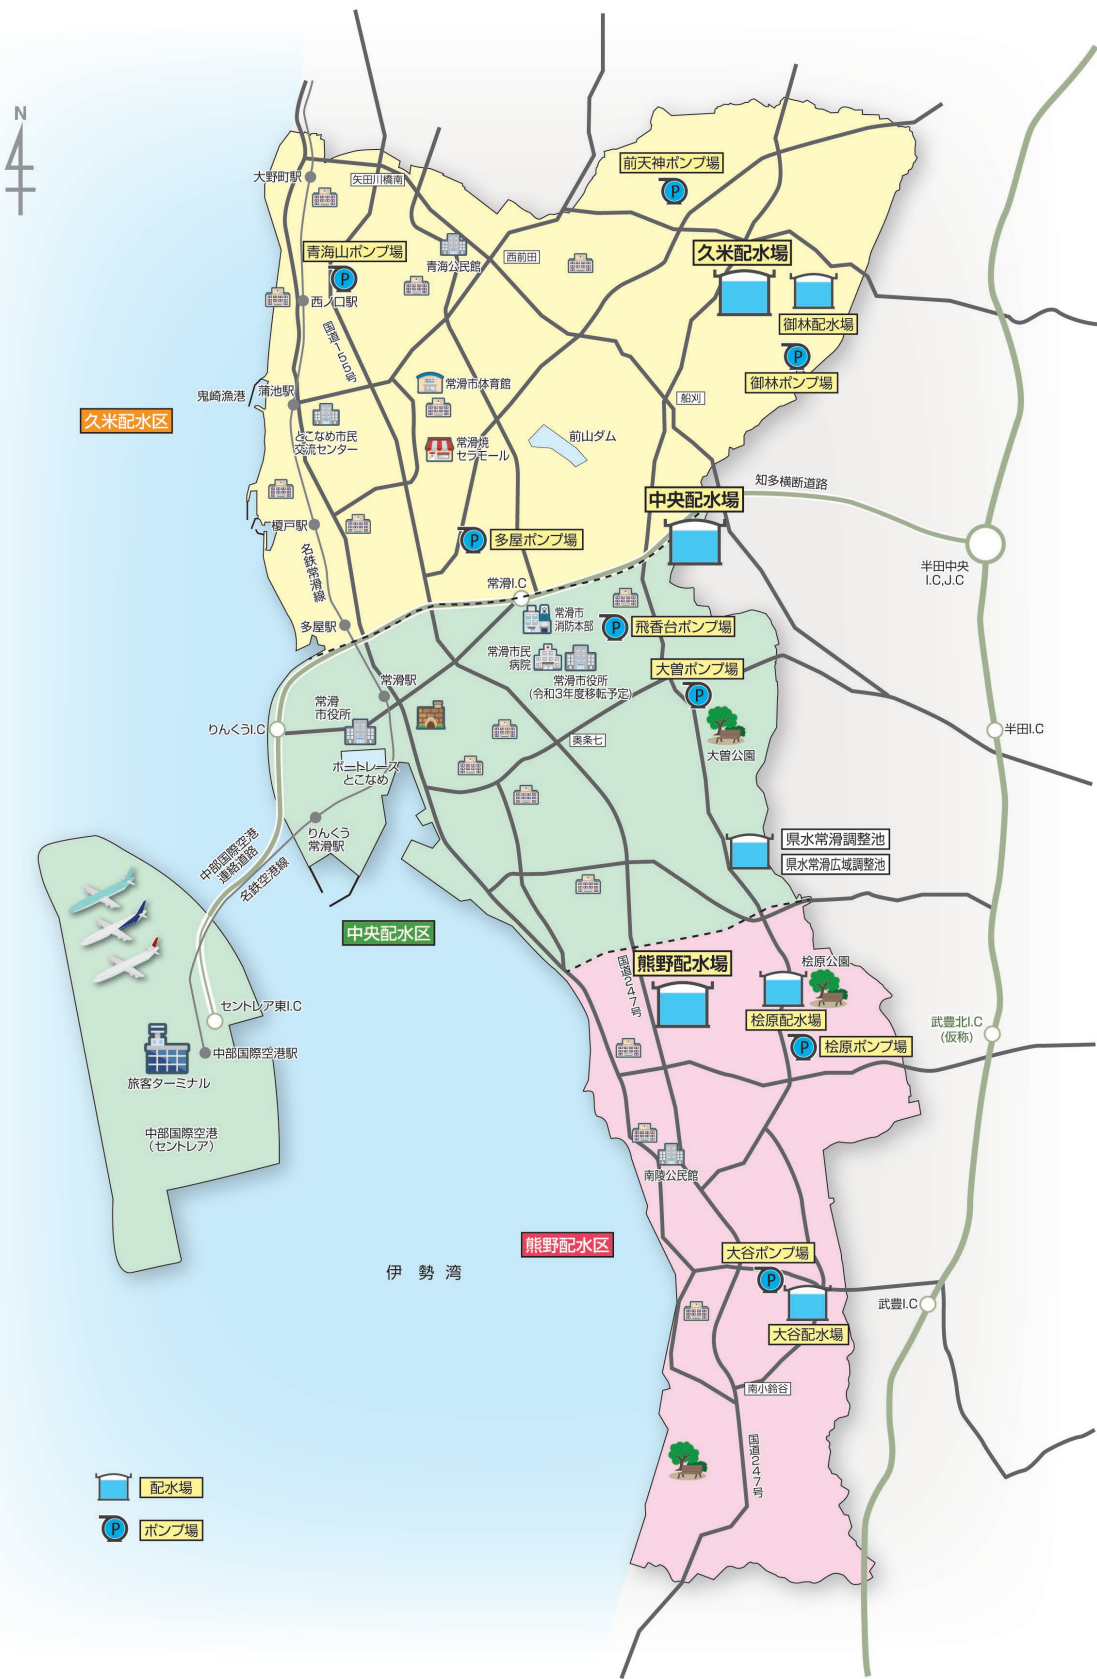 N
前天神ポンプ場
大野町駅
矢田川橋南
青海山ポンプ場
青海公民館
西前田
久米配水場
御林配水場
西ノ口駅
国道155号
御林ポンプ場
鬼崎漁港
蒲池駅
常滑市体育館
船刈
久米配水区
とこなめ市民
交流センター
常滑焼
セラモール
前山ダム
知多横断道路
中央配水場
榎戸駅
多屋ポンプ場
名鉄常滑線
半田中央
I.C,J.C
常滑I.C
多屋駅
常滑市
消防本部
飛香台ポンプ場
常滑市民
病院
常滑市役所
(令和3年度移転予定)
大曽ポンプ場
常滑駅
常滑
市役所
りんくうI.C
奥条七
大曽公園
半田I.C
ボートレース
とこなめ
りんくう
常滑駅
県水常滑調整池
県水常滑広域調整池
中部国際空港
連絡道路
名鉄空港線
中央配水区
熊野配水場
国道247号
桧原公園
セントレア東I.C
桧原配水場
武豊北I.C
(仮称)
中部国際空港駅
桧原ポンプ場
旅客ターミナル
中部国際空港
(セントレア)
南陵公民館
熊野配水区
大谷ポンプ場
伊勢湾
武豊I.C
大谷配水場
南小鈴谷
国道247号
配水場
P
ポンプ場